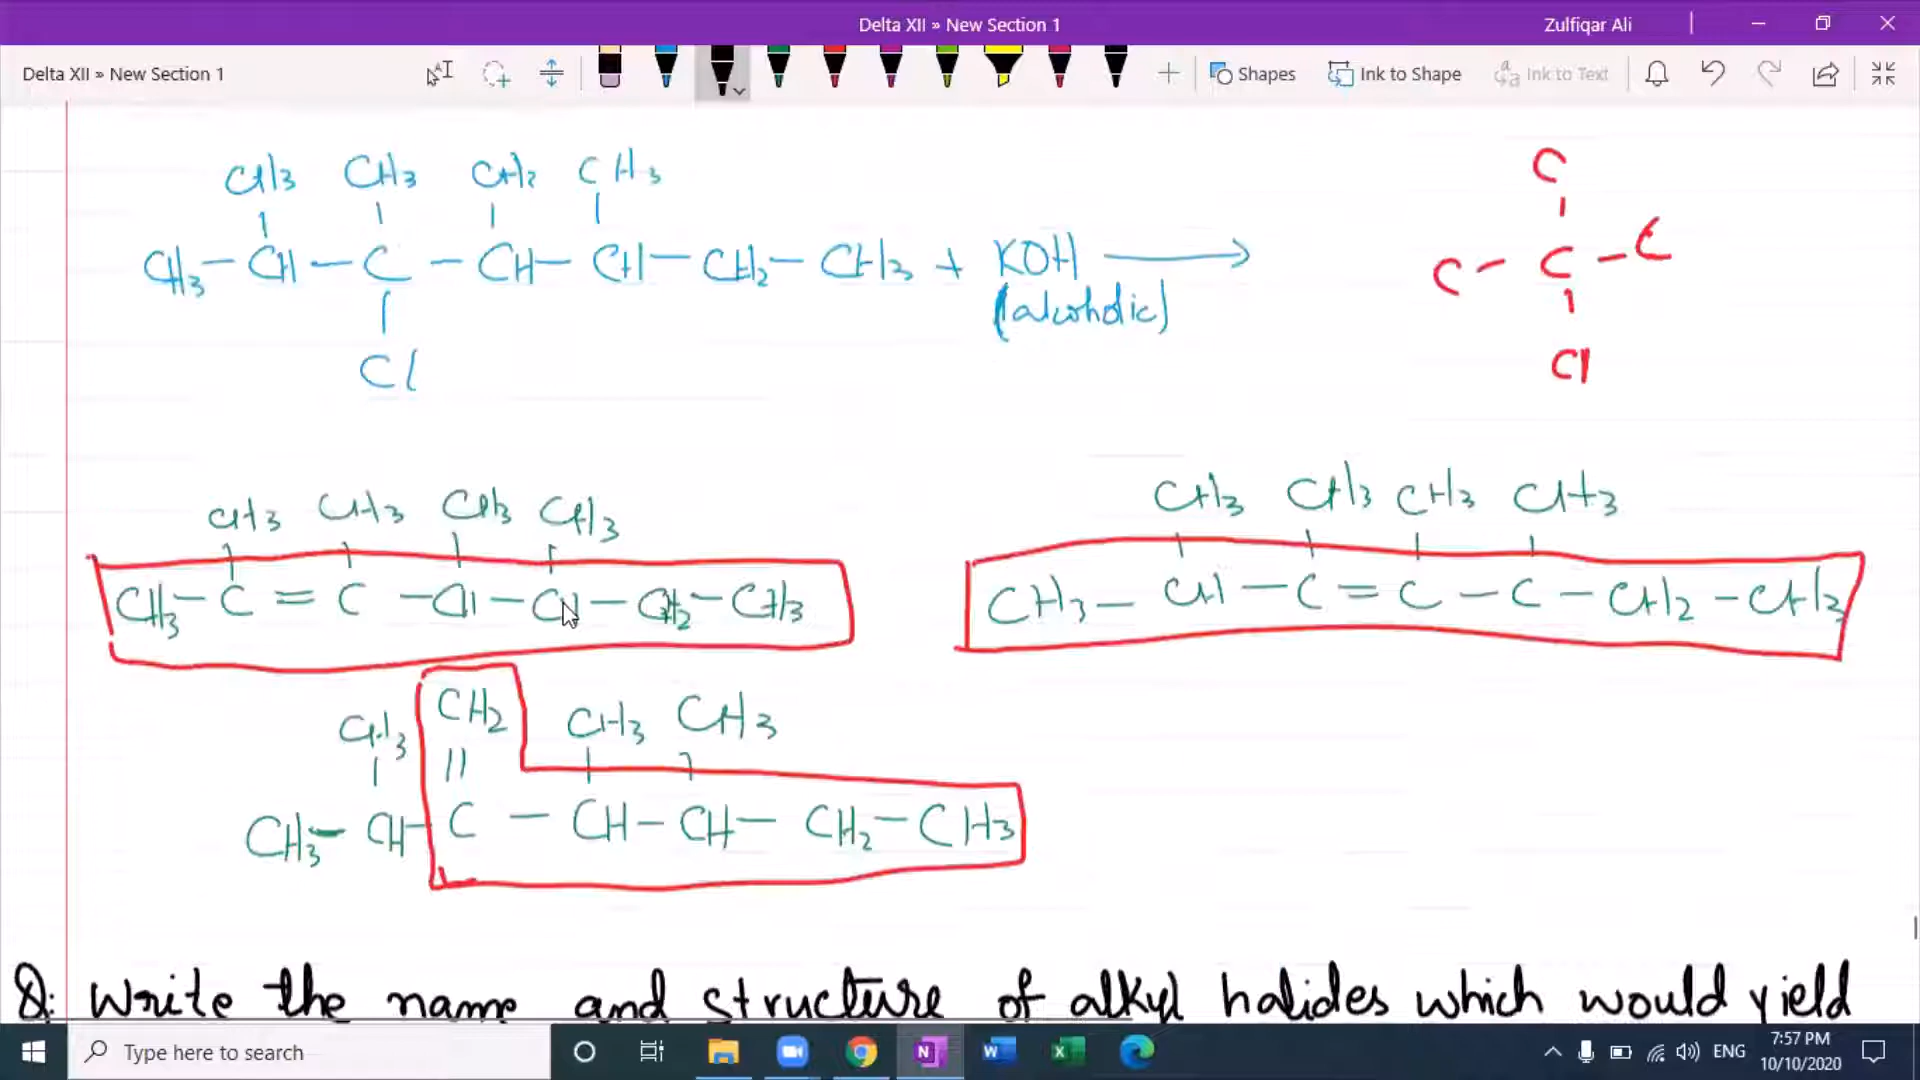 Delta XII » New Section 1
Zulfiqar Ali
Delta XII » New Section 1
Shapes
Ink to Shape
Ink to Text
CH3 CH3 CH2 CH3
CH3 — CH — C — CH — CH — CH2 — CH3 + KOH
(alcoholic)
Cl
C
C – C – C
Cl
CH3 CH3 CH3 CH3
CH3 — C = C — CH — CH — CH2 — CH3
CH3 CH3 CH3 CH3
CH3 — CH — C = C — C — CH2 — CH3
CH3 CH2 CH3 CH3
CH3 — CH — C — CH — CH — CH2 — CH3
Q: Write the name and structure of alkyl halides which would yield
Type here to search
ENG
7:57 PM
10/10/2020